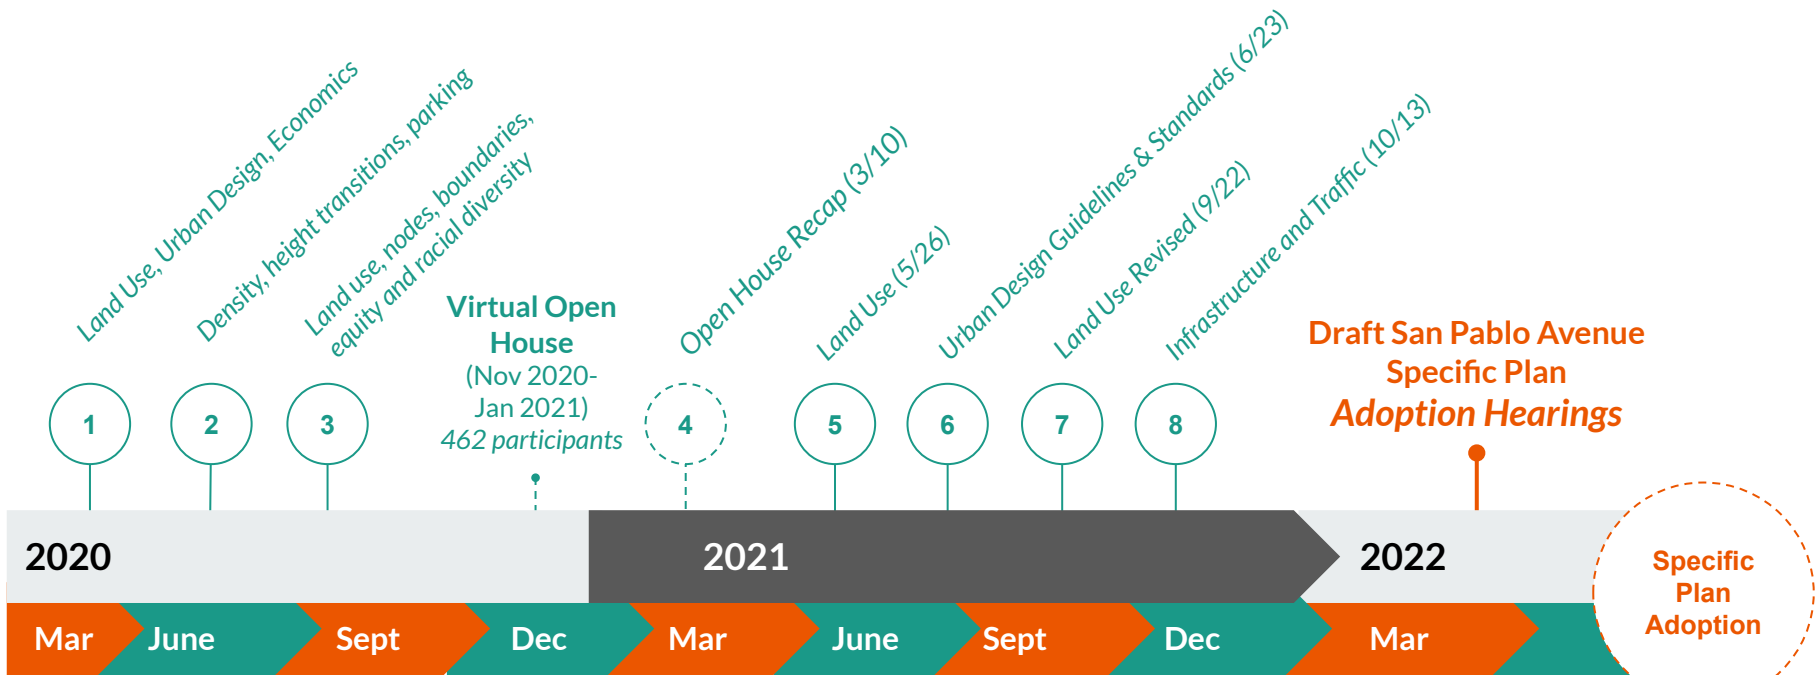 Land Use, Urban Design, Economics
Density, height transitions, parking
Land use, nodes, boundaries,
equity and racial diversity
Virtual Open
House
(Nov 2020-
Jan 2021)
462 participants
Open House Recap (3/10)
Land Use (5/26)
Urban Design Guidelines & Standards (6/23)
Land Use Revised (9/22)
Infrastructure and Traffic (10/13)
Draft San Pablo Avenue
Specific Plan
Adoption Hearings
1
2
3
4
5
6
7
8
2020
2021
2022
Mar
June
Sept
Dec
Mar
June
Sept
Dec
Mar
Specific
Plan
Adoption